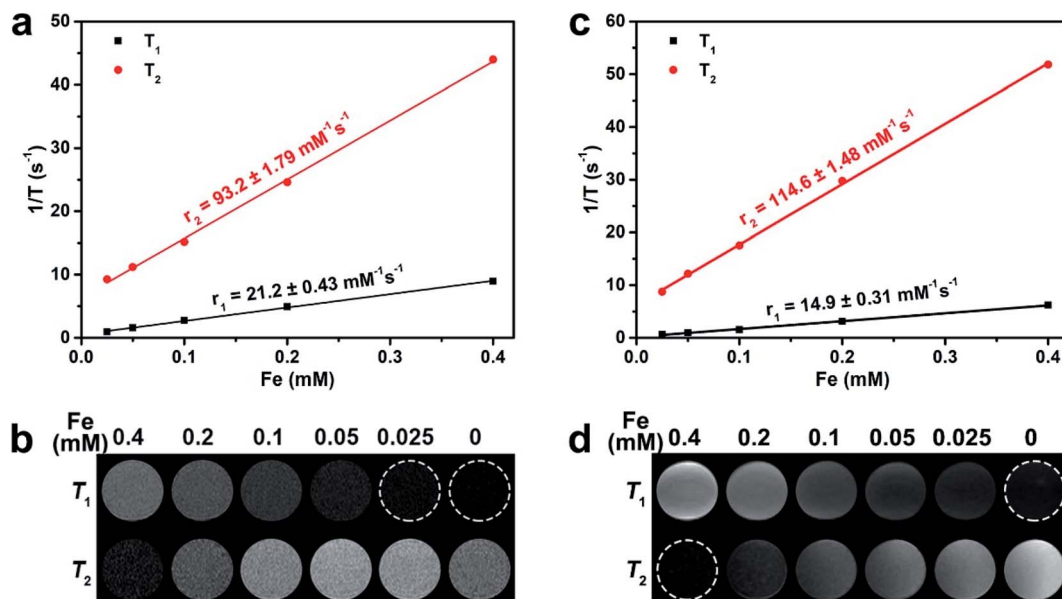 a
50
40
30
20
10
0
1/T (s⁻¹)
T₁
T₂
r₂ = 93.2 ± 1.79 mM⁻¹s⁻¹
r₁ = 21.2 ± 0.43 mM⁻¹s⁻¹
0.0 0.1 0.2 0.3 0.4
Fe (mM)
c
60
50
40
30
20
10
0
1/T (s⁻¹)
T₁
T₂
r₂ = 114.6 ± 1.48 mM⁻¹s⁻¹
r₁ = 14.9 ± 0.31 mM⁻¹s⁻¹
0.0 0.1 0.2 0.3 0.4
Fe (mM)
b
Fe
(mM) 0.4 0.2 0.1 0.05 0.025 0
T₁
T₂
d
Fe
(mM) 0.4 0.2 0.1 0.05 0.025 0
T₁
T₂